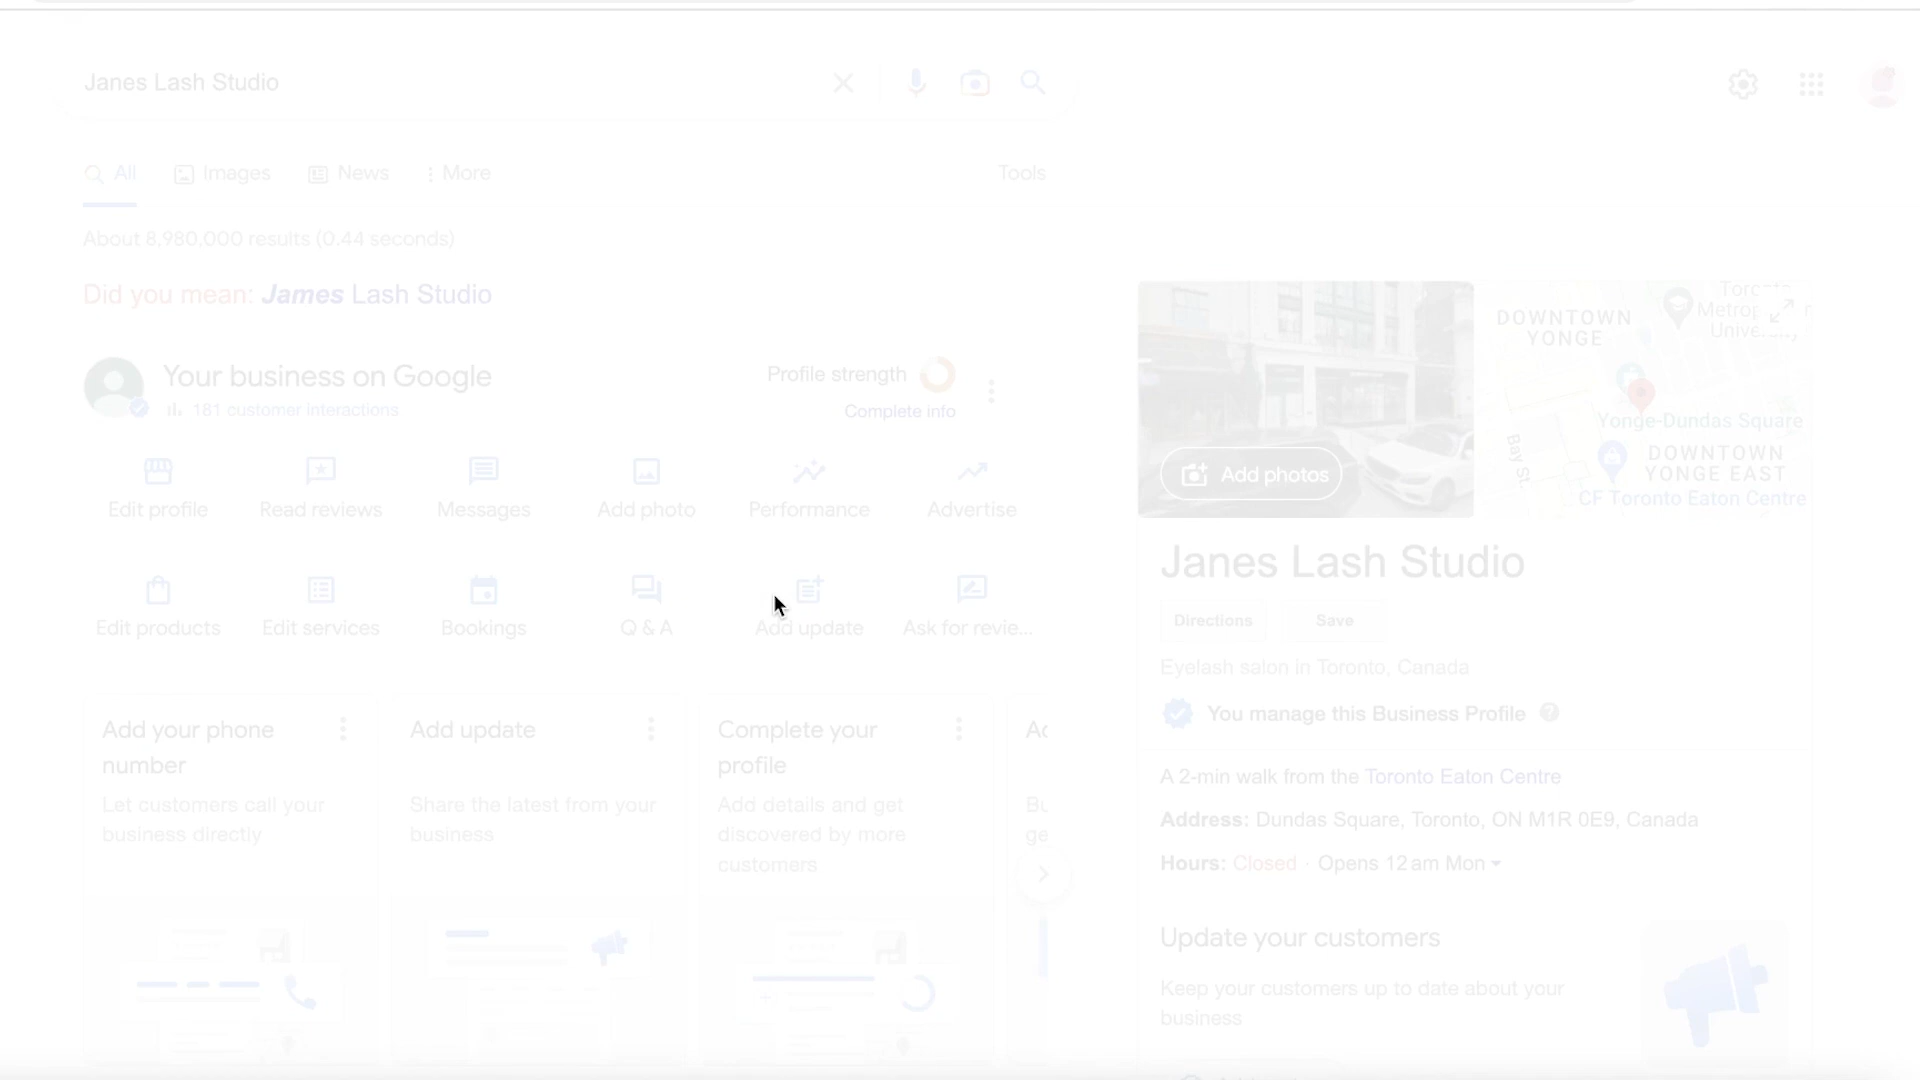 Janes Lash Studio
All
Images
News
More
Tools
About 8,980,000 results (0.44 seconds)
Did you mean: James Lash Studio
Your business on Google
181 customer interactions
Profile strength
Complete info
Edit profile
Read reviews
Messages
Add photo
Performance
Advertise
Edit products
Edit services
Bookings
Q & A
Add update
Ask for revie...
Add your phone
number
Let customers call your
business directly
Add update
Share the latest from your
business
Complete your
profile
Add details and get
discovered by more
customers
Add photos
DOWNTOWN
YONGE
Yonge-Dundas Square
Bay St
DOWNTOWN
YONGE EAST
CF Toronto Eaton Centre
Janes Lash Studio
Directions
Save
Eyelash salon in Toronto, Canada
You manage this Business Profile
A 2-min walk from the Toronto Eaton Centre
Address: Dundas Square, Toronto, ON M1R 0E9, Canada
Hours: Closed · Opens 12 am Mon
Update your customers
Keep your customers up to date about your
business